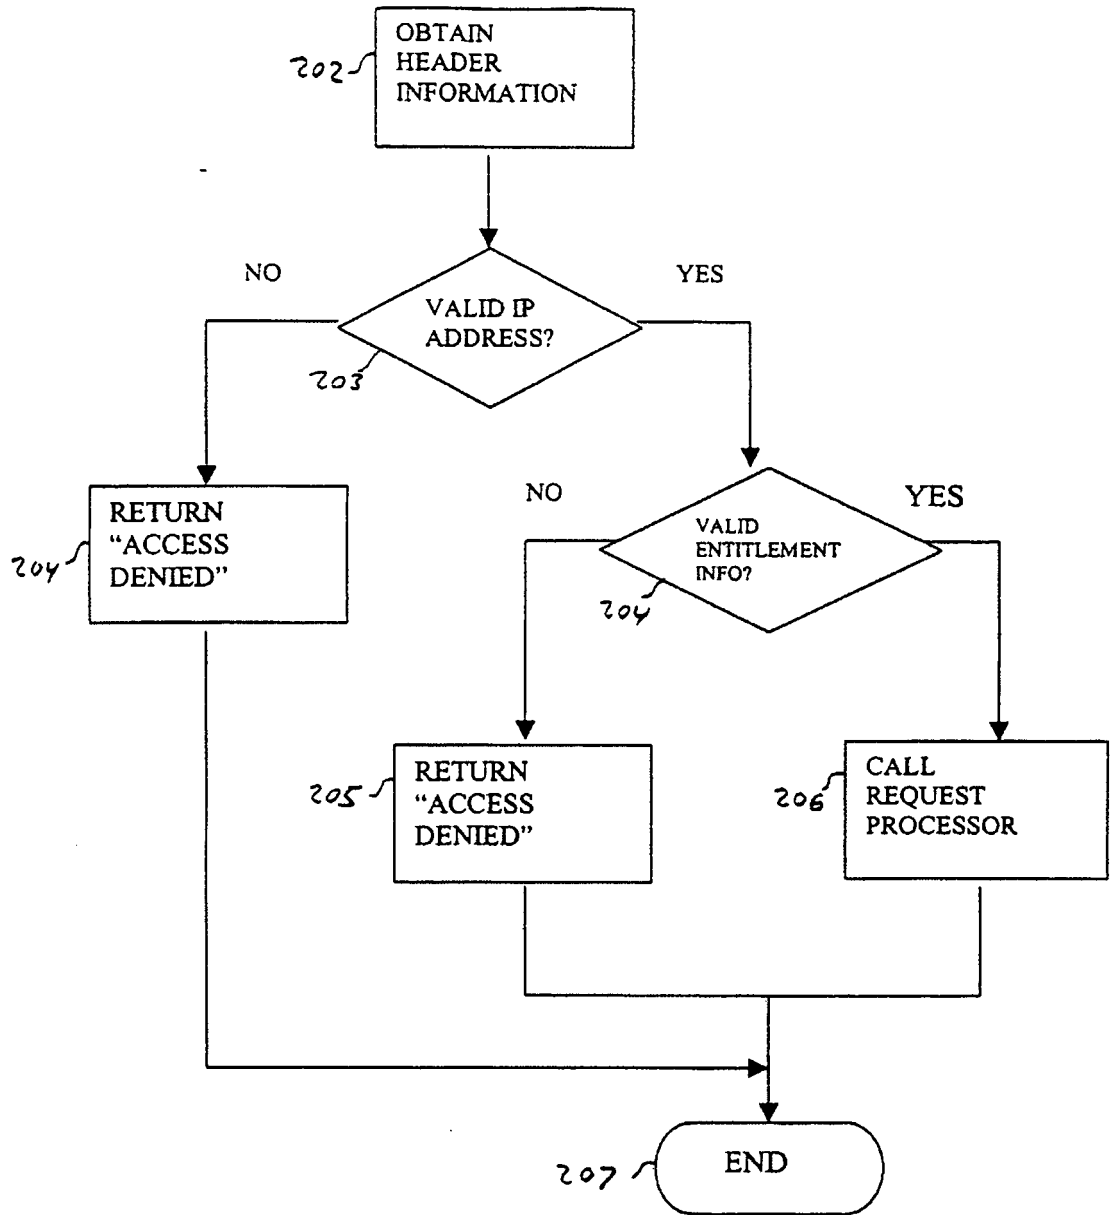 OBTAIN
HEADER
INFORMATION
202
NO
YES
VALID IP
ADDRESS?
203
NO
YES
RETURN
“ACCESS
DENIED”
204
VALID
ENTITLEMENT
INFO?
204
RETURN
“ACCESS
DENIED”
205
CALL
REQUEST
PROCESSOR
206
END
207